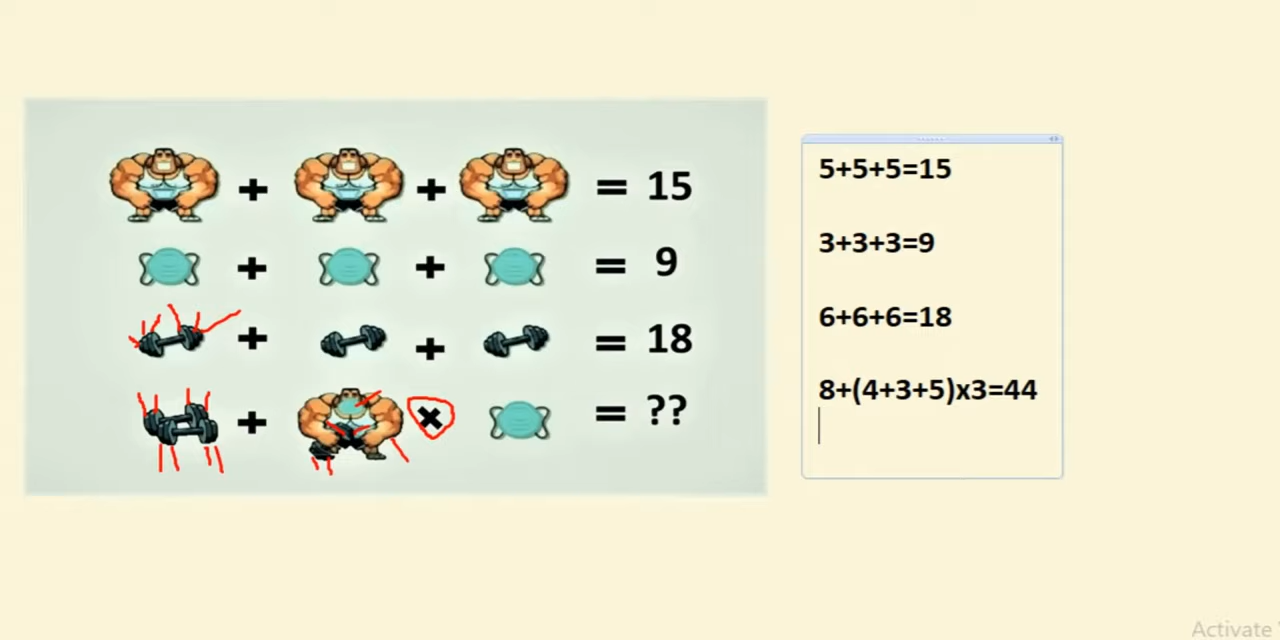 + + = 15
+ + = 9
+ + = 18
+ × = ??
5+5+5=15
3+3+3=9
6+6+6=18
8+(4+3+5)x3=44
Activate